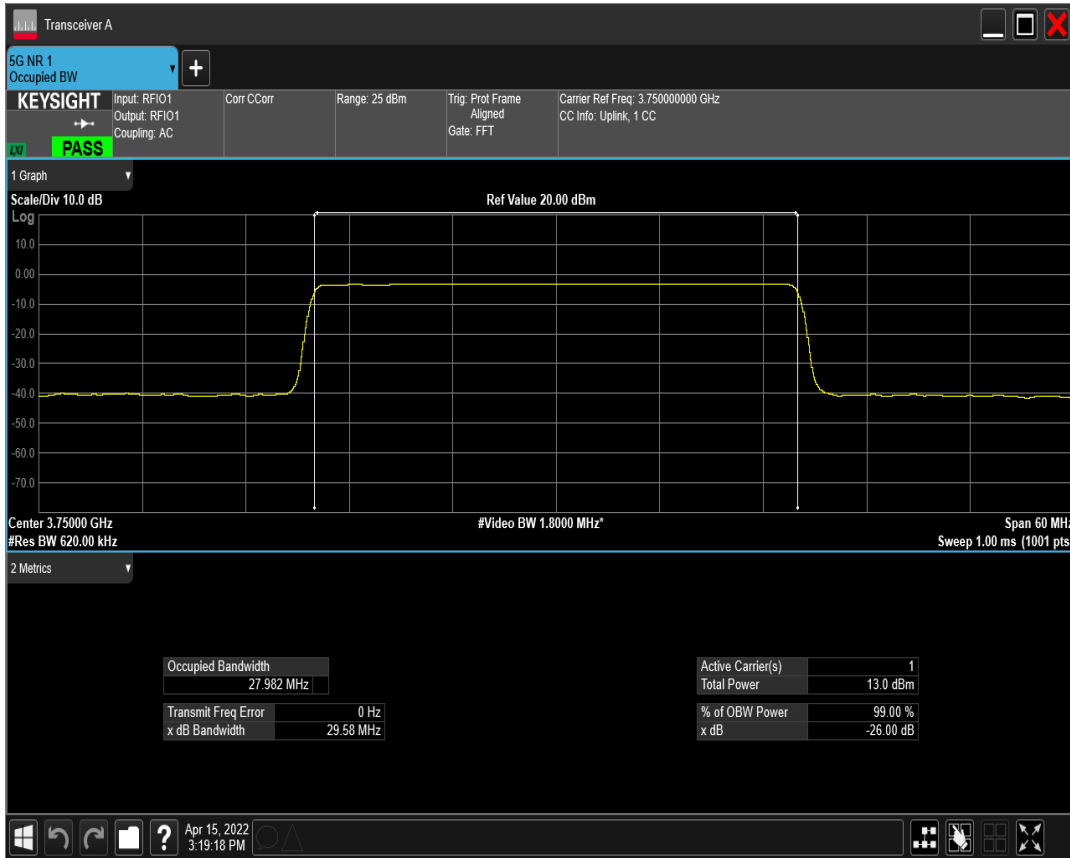 Transceiver A
5G NR 1
Occupied BW
KEYSIGHT
LXI
PASS
Input: RFIO1
Output: RFIO1
Coupling: AC
Corr CCorr
Range: 25 dBm
Trig: Prot Frame
Aligned
Gate: FFT
Carrier Ref Freq: 3.750000000 GHz
CC Info: Uplink, 1 CC
1 Graph
Scale/Div 10.0 dB
Ref Value 20.00 dBm
Log
10.0
0.00
-10.0
-20.0
-30.0
-40.0
-50.0
-60.0
-70.0
Center 3.75000 GHz
#Video BW 1.8000 MHz*
Span 60 MHz
#Res BW 620.00 kHz
Sweep 1.00 ms (1001 pts
2 Metrics
Occupied Bandwidth
27.982 MHz
Transmit Freq Error 0 Hz
x dB Bandwidth 29.58 MHz
Active Carrier(s) 1
Total Power 13.0 dBm
% of OBW Power 99.00 %
x dB -26.00 dB
?
Apr 15, 2022
3:19:18 PM